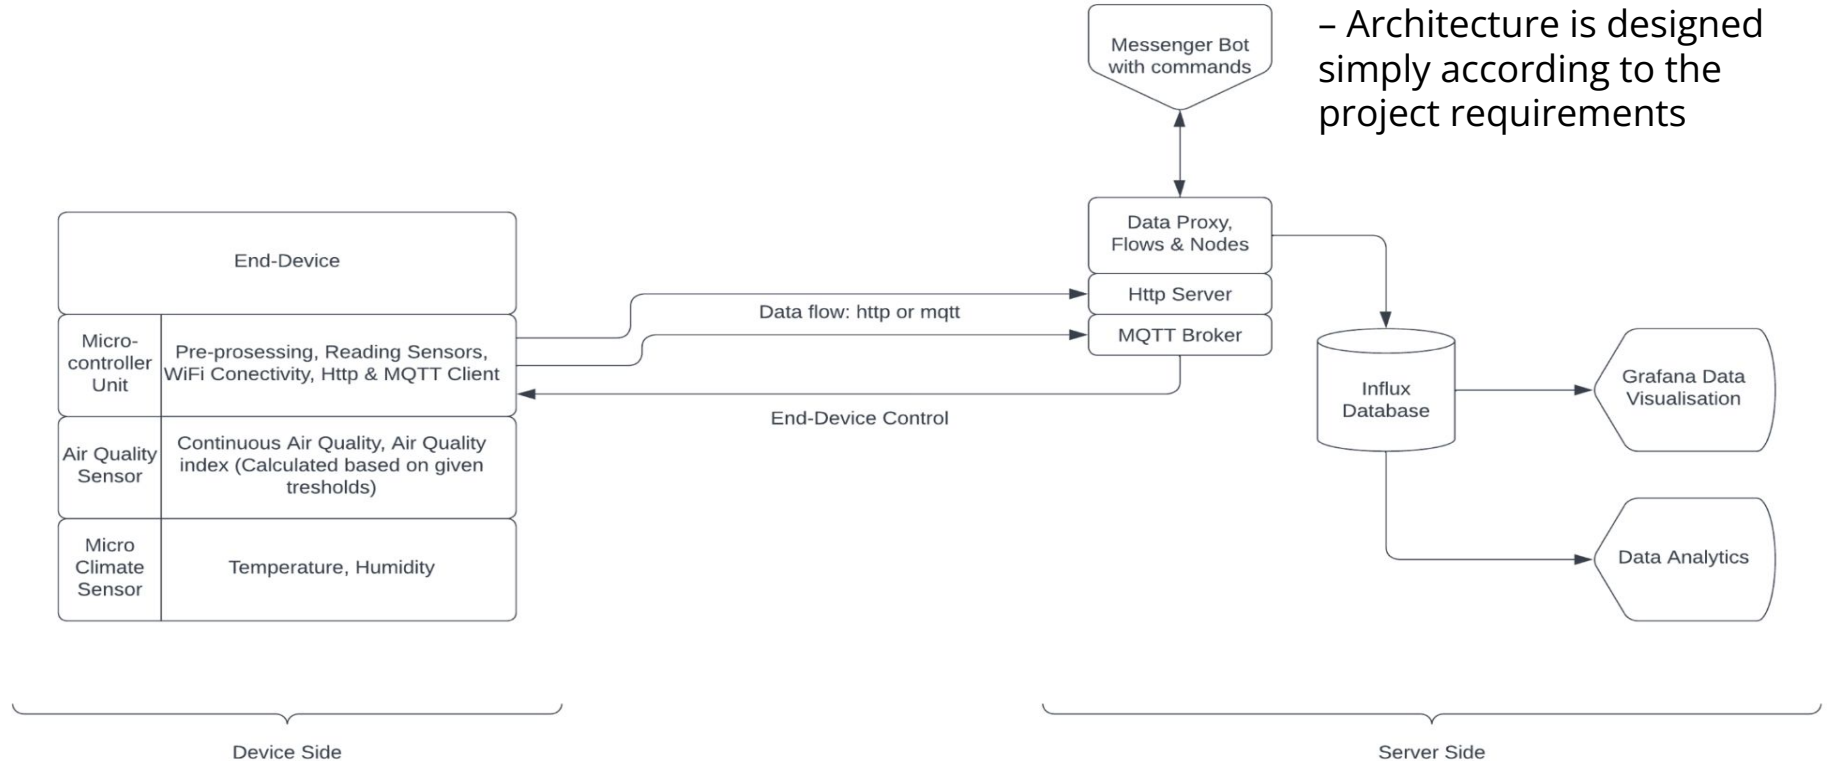 Messenger Bot
with commands
– Architecture is designed
simply according to the
project requirements
End-Device
Micro-
controller
Unit
Pre-prosessing, Reading Sensors,
WiFi Conectivity, Http & MQTT Client
Air Quality
Sensor
Continuous Air Quality, Air Quality
index (Calculated based on given
tresholds)
Micro
Climate
Sensor
Temperature, Humidity
Data flow: http or mqtt
End-Device Control
Data Proxy,
Flows & Nodes
Http Server
MQTT Broker
Influx
Database
Grafana Data
Visualisation
Data Analytics
Device Side
Server Side